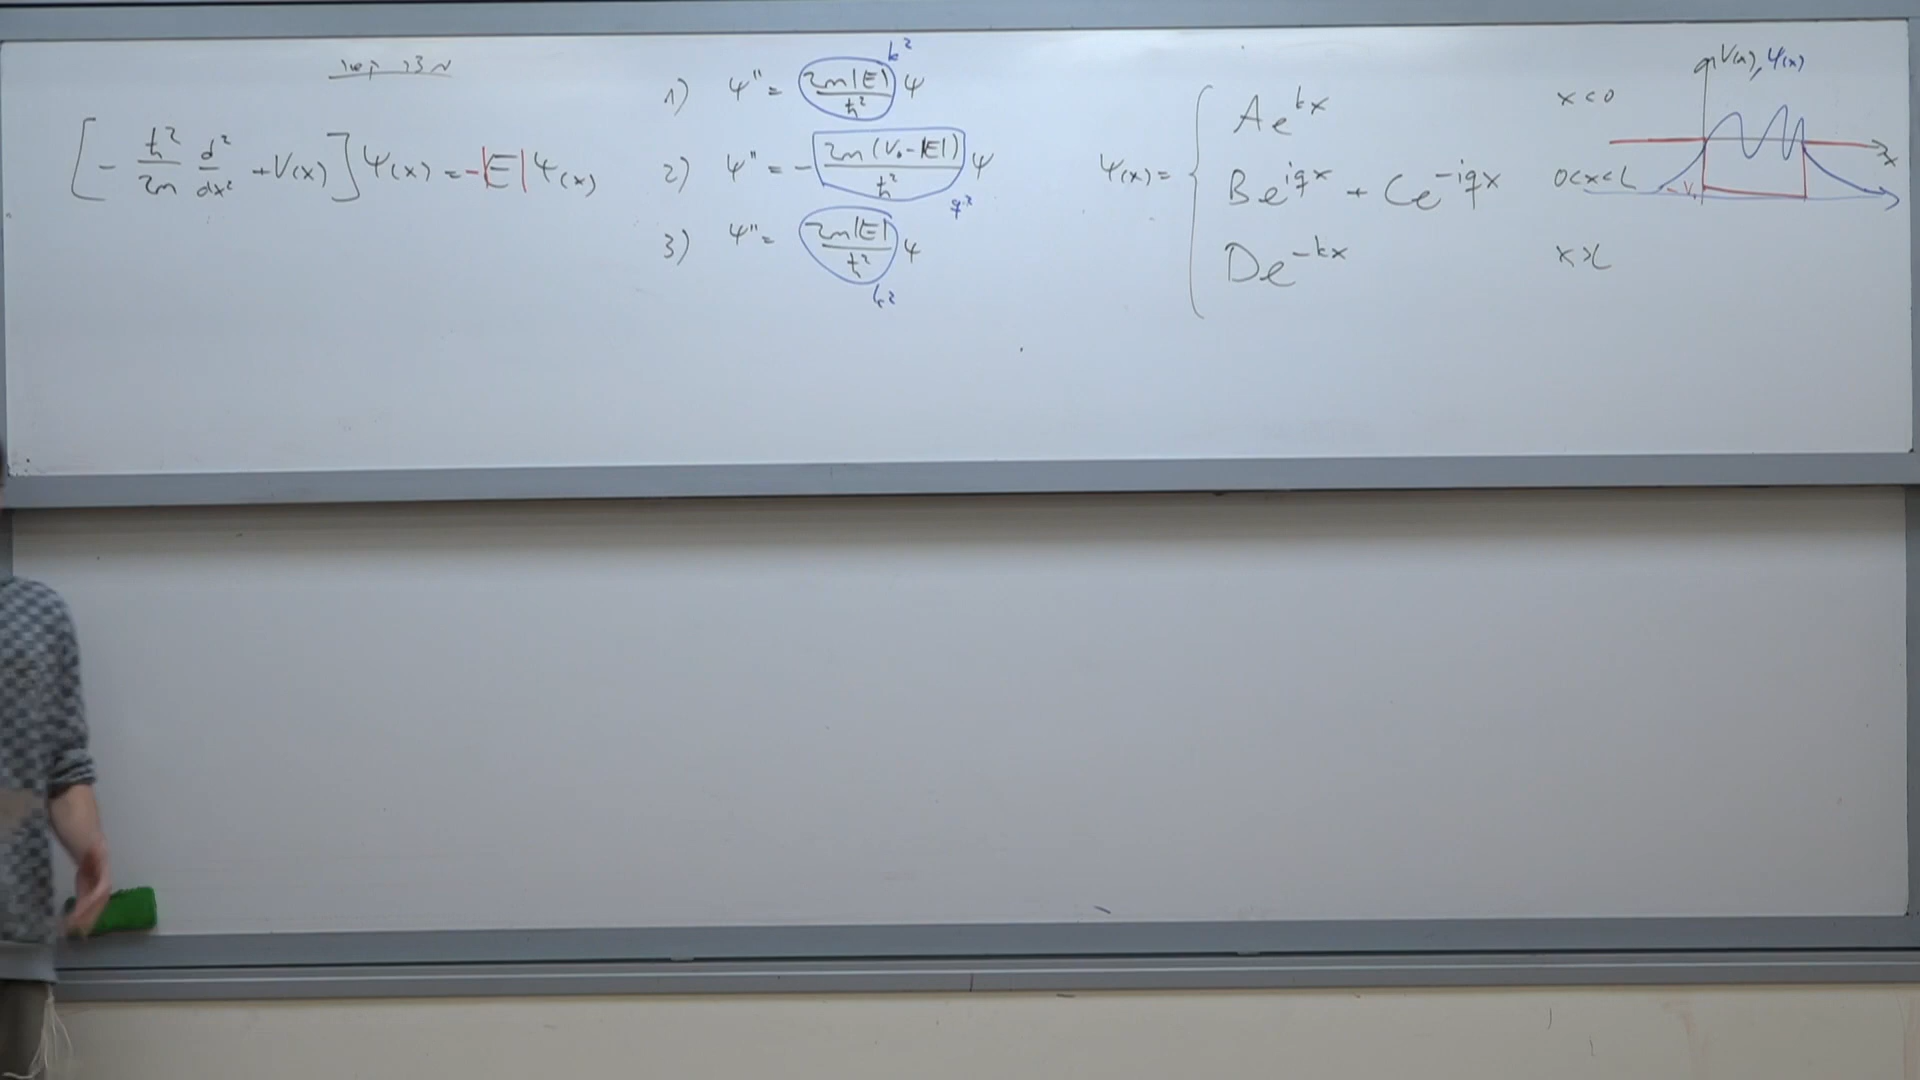 [-ħ²/2m d²/dx² + V(x)] Ψ(x) = -|E| Ψ(x)
1) Ψ'' = 2m|E|/ħ² Ψ
k²
2) Ψ'' = - 2m(V₀-|E|)/ħ² Ψ
q²
3) Ψ'' = 2m|E|/ħ² Ψ
k²
Ψ(x) = {
Ae^{kx} x<0
Be^{iqx} + Ce^{-iqx} 0<x<L
De^{-kx} x>L
V(x), Ψ(x)
x
-V₀